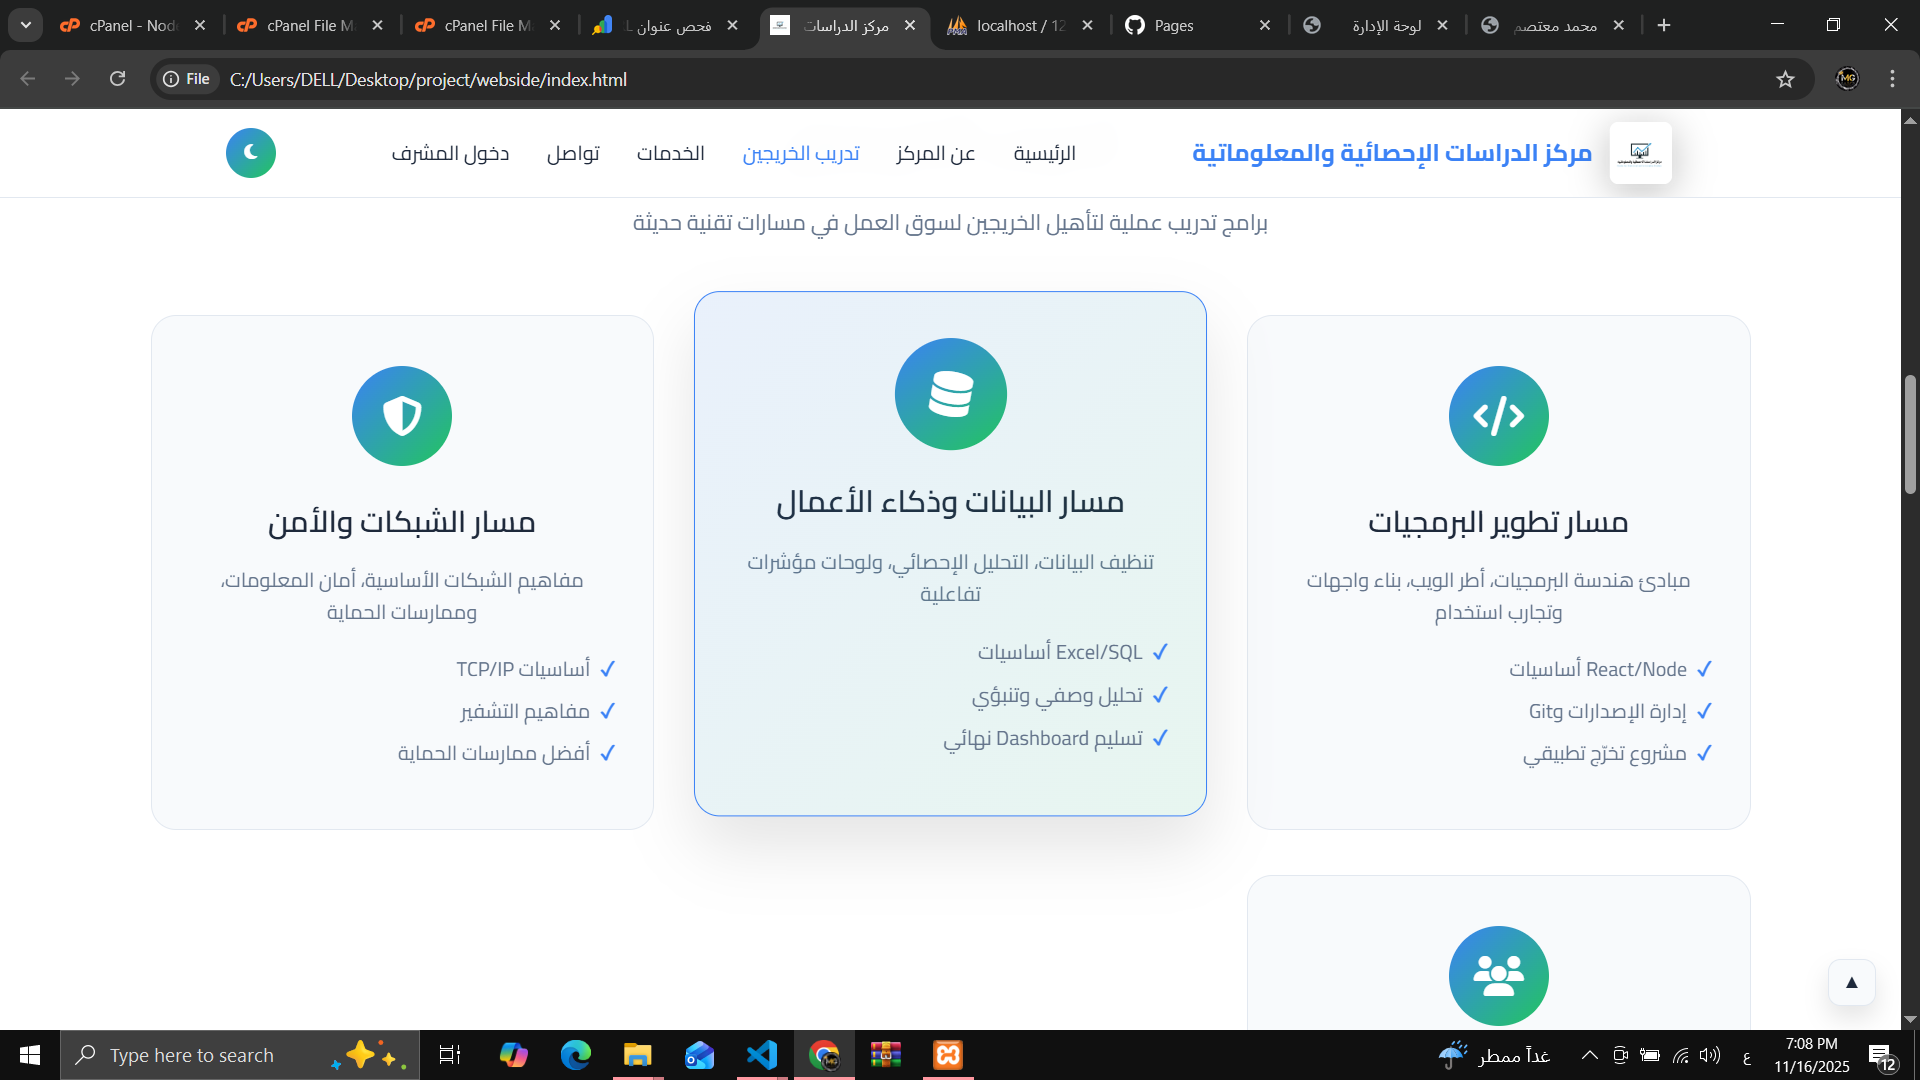 cPanel - Nod
cPanel File M
cPanel File M
فحص عنوان
مركز الدراسات
localhost / 12
Pages
لوحة الإدارة
محمد معتصم
File
C:/Users/DELL/Desktop/project/webside/index.html
مركز الدراسات الإحصائية والمعلوماتية
الرئيسية
عن المركز
تدريب الخريجين
الخدمات
تواصل
دخول المشرف
برامج تدريب عملية لتأهيل الخريجين لسوق العمل في مسارات تقنية حديثة
مسار تطوير البرمجيات
مبادئ هندسة البرمجيات، أطر الويب، بناء واجهات
وتجارب استخدام
✓ React/Node أساسيات
✓ إدارة الإصدارات وGit
✓ مشروع تخرّج تطبيقي
مسار البيانات وذكاء الأعمال
تنظيف البيانات، التحليل الإحصائي، ولوحات مؤشرات
تفاعلية
✓ Excel/SQL أساسيات
✓ تحليل وصفي وتنبؤي
✓ تسليم Dashboard نهائي
مسار الشبكات والأمن
مفاهيم الشبكات الأساسية، أمان المعلومات،
وممارسات الحماية
✓ أساسيات TCP/IP
✓ مفاهيم التشفير
✓ أفضل ممارسات الحماية
▲
Type here to search
غداً ممطر
ع
7:08 PM
11/16/2025
12